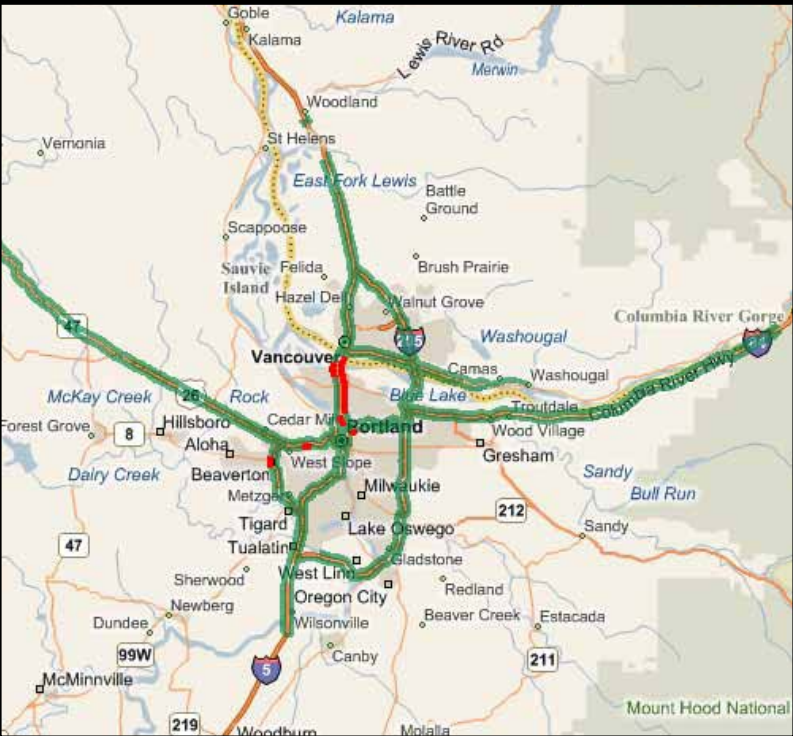 Goble
Kalama
Kalama
Lewis River Rd
Merwin
Woodland
Vernonia
St Helens
East Fork Lewis
Battle
Ground
Scappoose
Sauvie
Island
Felida
Brush Prairie
Hazel Dell
Walnut Grove
Columbia River Gorge
47
205
Washougal
84
Vancouver
Camas
Washougal
McKay Creek
26
Rock
Blue Lake
Troutdale
Columbia River Hwy
Forest Grove
8
Hillsboro
Cedar Mill
Portland
Wood Village
Aloha
West Slope
Gresham
Dairy Creek
Beaverton
Sandy
Metzger
Milwaukie
Bull Run
Tigard
Lake Oswego
212
Sandy
47
Tualatin
Gladstone
Sherwood
West Linn
Redland
Oregon City
Newberg
Dundee
Wilsonville
Beaver Creek
Estacada
99W
Canby
211
5
McMinnville
Mount Hood National
219
Woodburn
Molalla